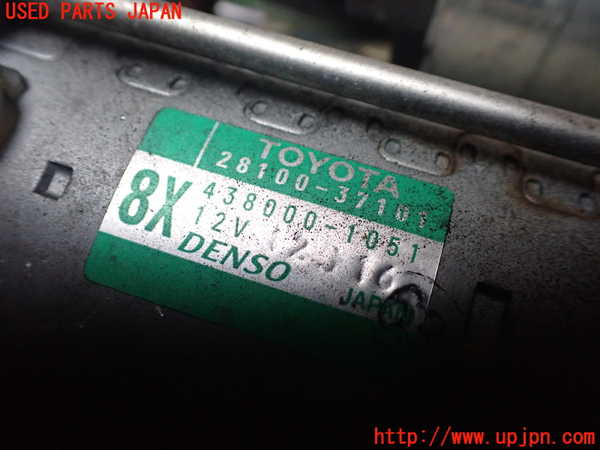 USED PARTS JAPAN
TOYOTA
28100-37101
8X
438000-1051
12V
DENSO
JAPAN
http://www.upjpn.com/